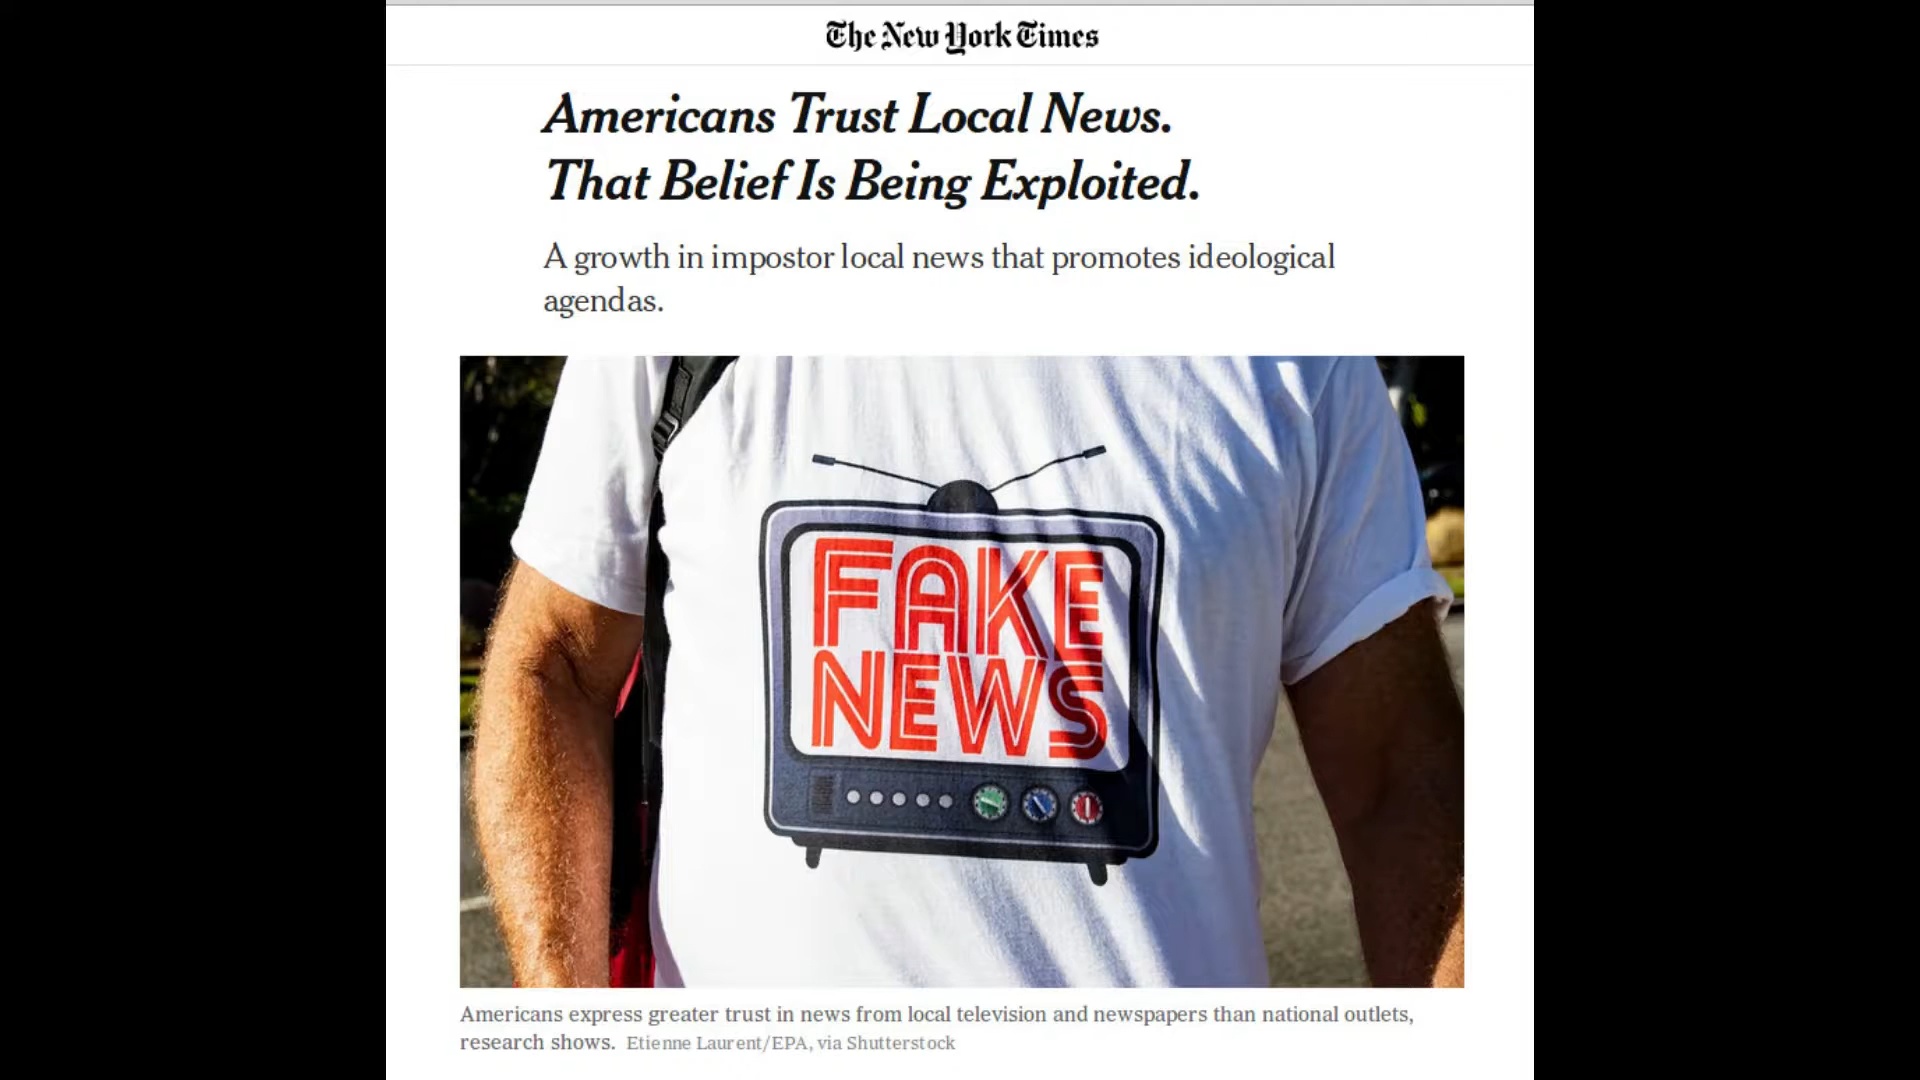 The New York Times
Americans Trust Local News.
That Belief Is Being Exploited.
A growth in impostor local news that promotes ideological
agendas.
FAKE
NEWS
Americans express greater trust in news from local television and newspapers than national outlets,
research shows. Etienne Laurent/EPA, via Shutterstock